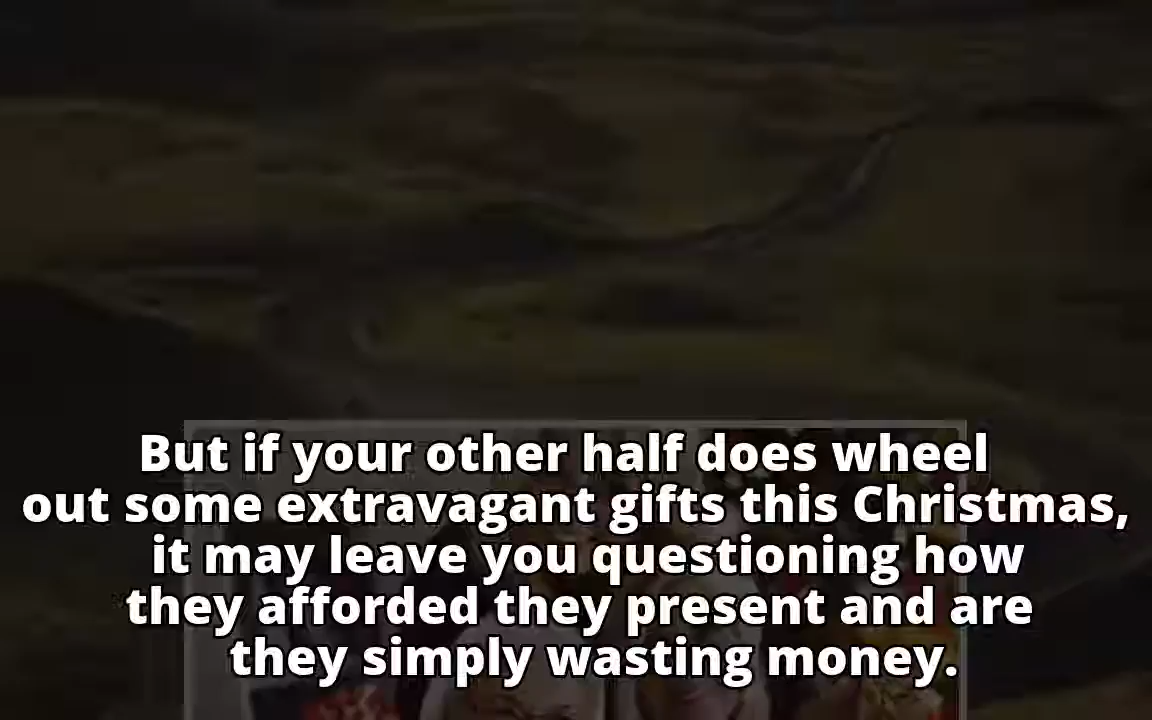 But if your other half does wheel
out some extravagant gifts this Christmas,
it may leave you questioning how
they afforded they present and are
they simply wasting money.